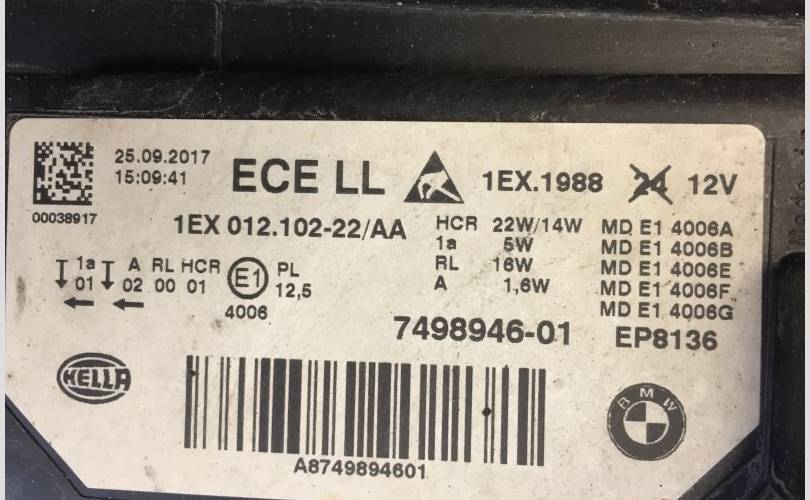 25.09.2017
15:09:41
00038917
ECE LL
1EX.1988
24 12V
1EX 012.102-22/AA
HCR 22W/14W
1a 5W
RL 16W
A 1,6W
MD E1 4006A
MD E1 4006B
MD E1 4006E
MD E1 4006F
MD E1 4006G
1a A RL HCR
01 02 00 01
E1
4006
PL
12,5
7498946-01
EP8136
HELLA
A8749894601
BMW